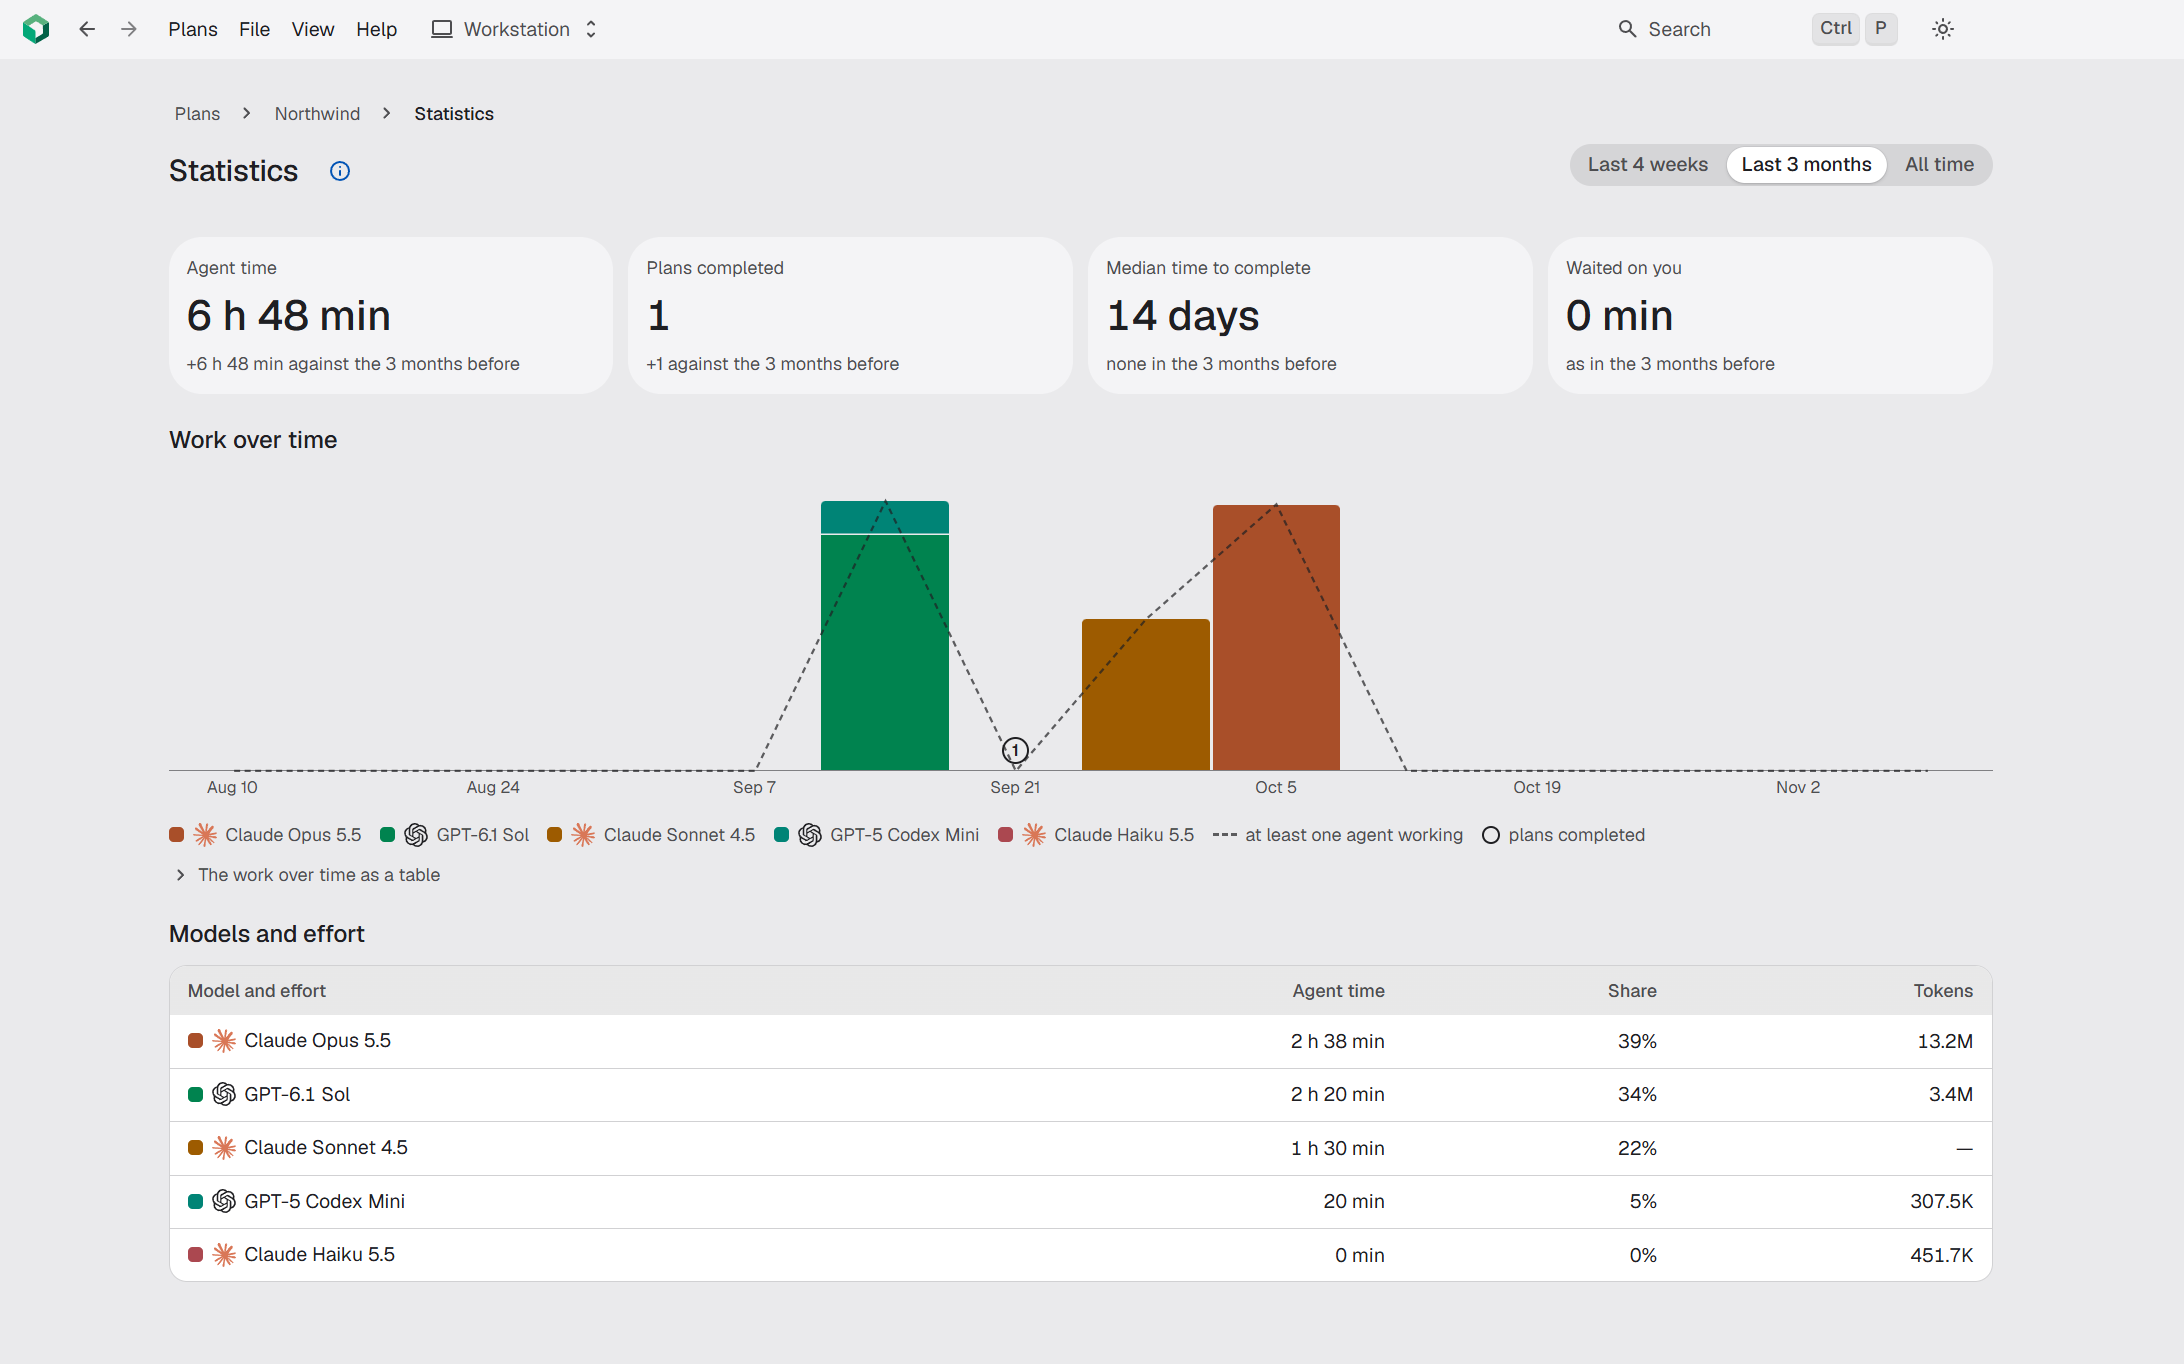 Plans File View Help Workstation Search Ctrl P
Plans Northwind Statistics
Statistics
Last 4 weeks Last 3 months All time
Agent time
6 h 48 min
+6 h 48 min against the 3 months before
Plans completed
1
+1 against the 3 months before
Median time to complete
14 days
none in the 3 months before
Waited on you
0 min
as in the 3 months before
Work over time
1
Aug 10 Aug 24 Sep 7 Sep 21 Oct 5 Oct 19 Nov 2
Claude Opus 5.5 GPT-6.1 Sol Claude Sonnet 4.5 GPT-5 Codex Mini Claude Haiku 5.5 at least one agent working plans completed
The work over time as a table
Models and effort
Model and effort Agent time Share Tokens
Claude Opus 5.5 2 h 38 min 39% 13.2M
GPT-6.1 Sol 2 h 20 min 34% 3.4M
Claude Sonnet 4.5 1 h 30 min 22% —
GPT-5 Codex Mini 20 min 5% 307.5K
Claude Haiku 5.5 0 min 0% 451.7K